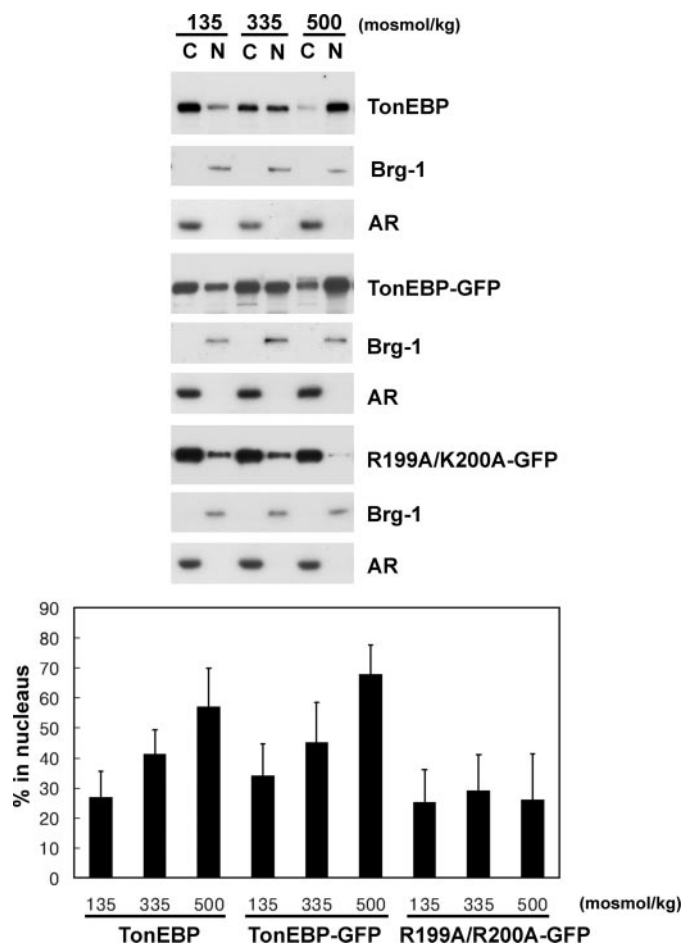 135 335 500 (mosmol/kg)
C N C N C N
TonEBP
Brg-1
AR
TonEBP-GFP
Brg-1
AR
R199A/K200A-GFP
Brg-1
AR
90
80
70
60
50
40
30
20
10
0
% in nucleaus
135 335 500 135 335 500 135 335 500 (mosmol/kg)
TonEBP TonEBP-GFP R199A/R200A-GFP